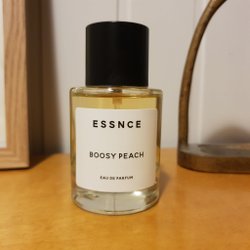 ESSNCE
BOOSY PEACH
EAU DE PARFUM